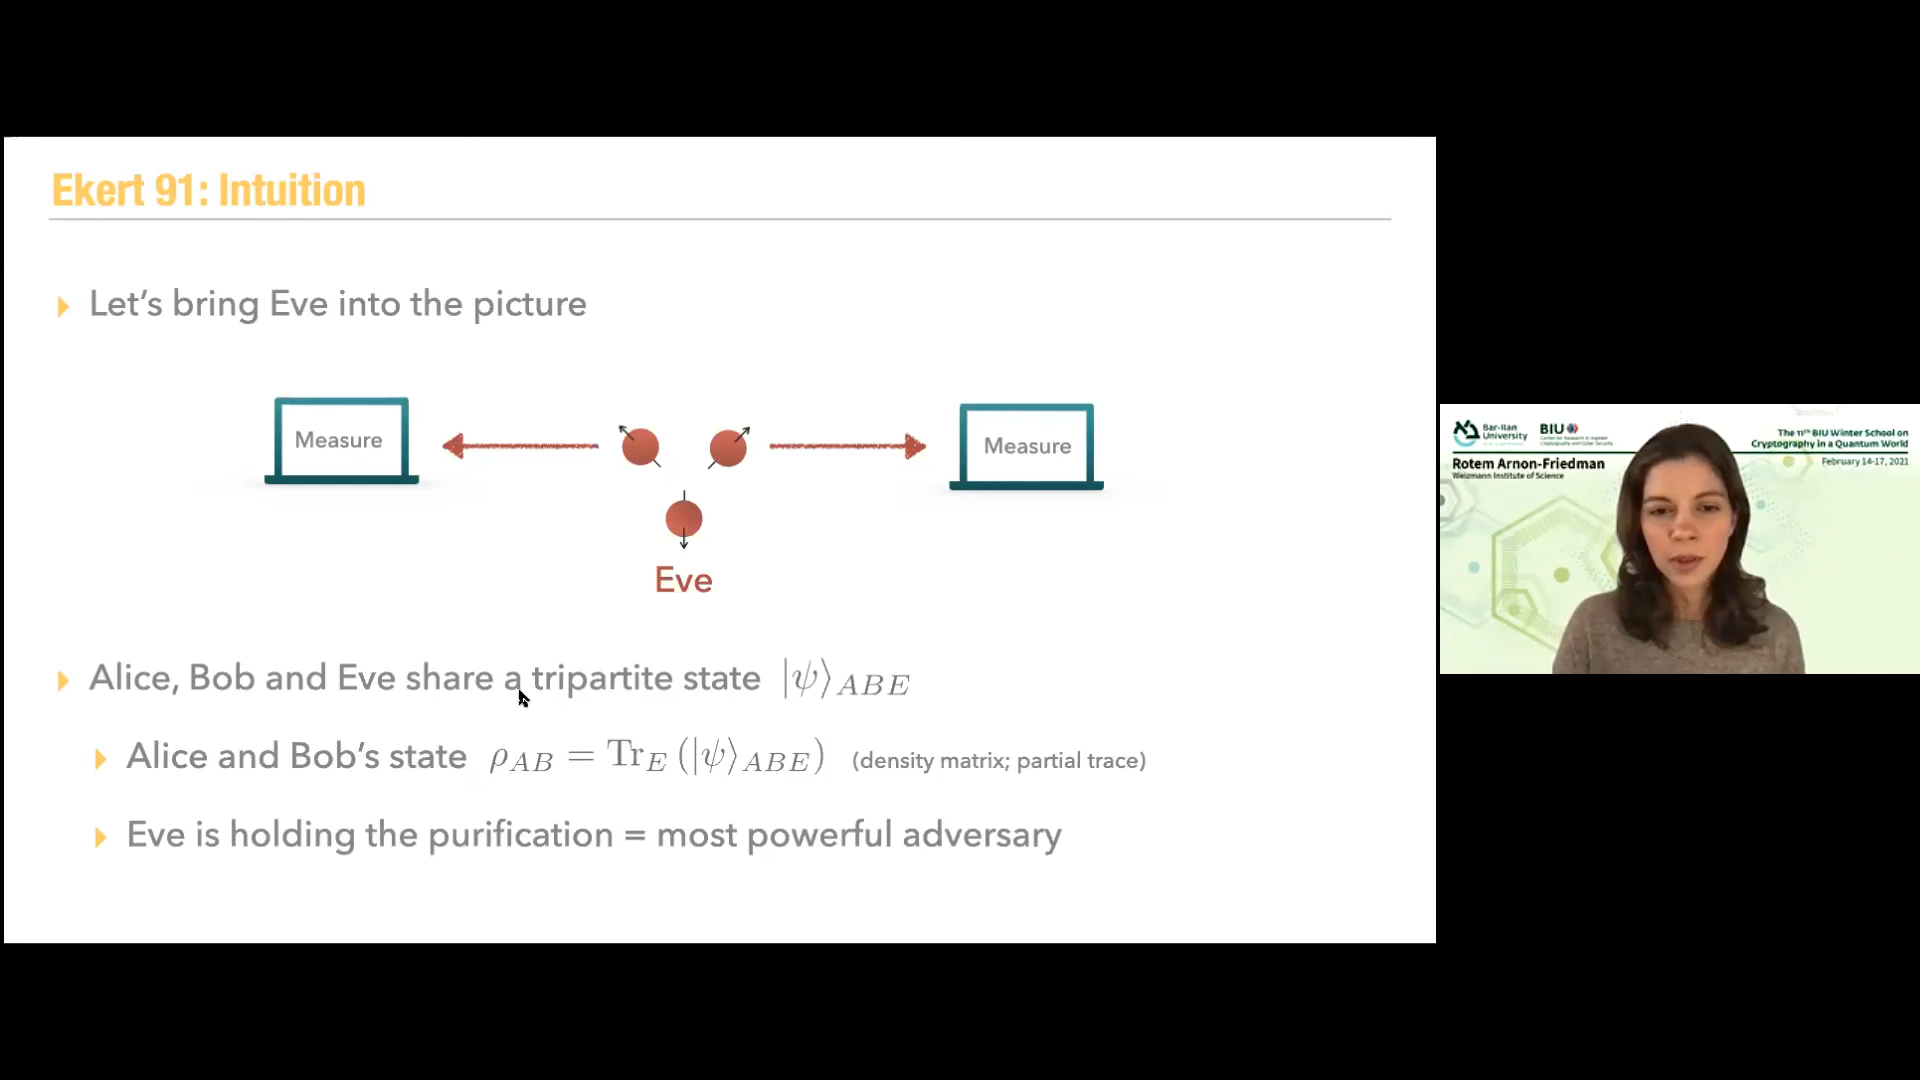 Ekert 91: Intuition
Let's bring Eve into the picture
Measure
Measure
Eve
Alice, Bob and Eve share a tripartite state |ψ⟩_{ABE}
Alice and Bob's state ρ_{AB} = Tr_E (|ψ⟩_{ABE}) (density matrix; partial trace)
Eve is holding the purification = most powerful adversary
Bar-Ilan
University
BIU
The 11th BIU Winter School on
Cryptography in a Quantum World
February 14-17, 2021
Rotem Arnon-Friedman
Weizmann Institute of Science